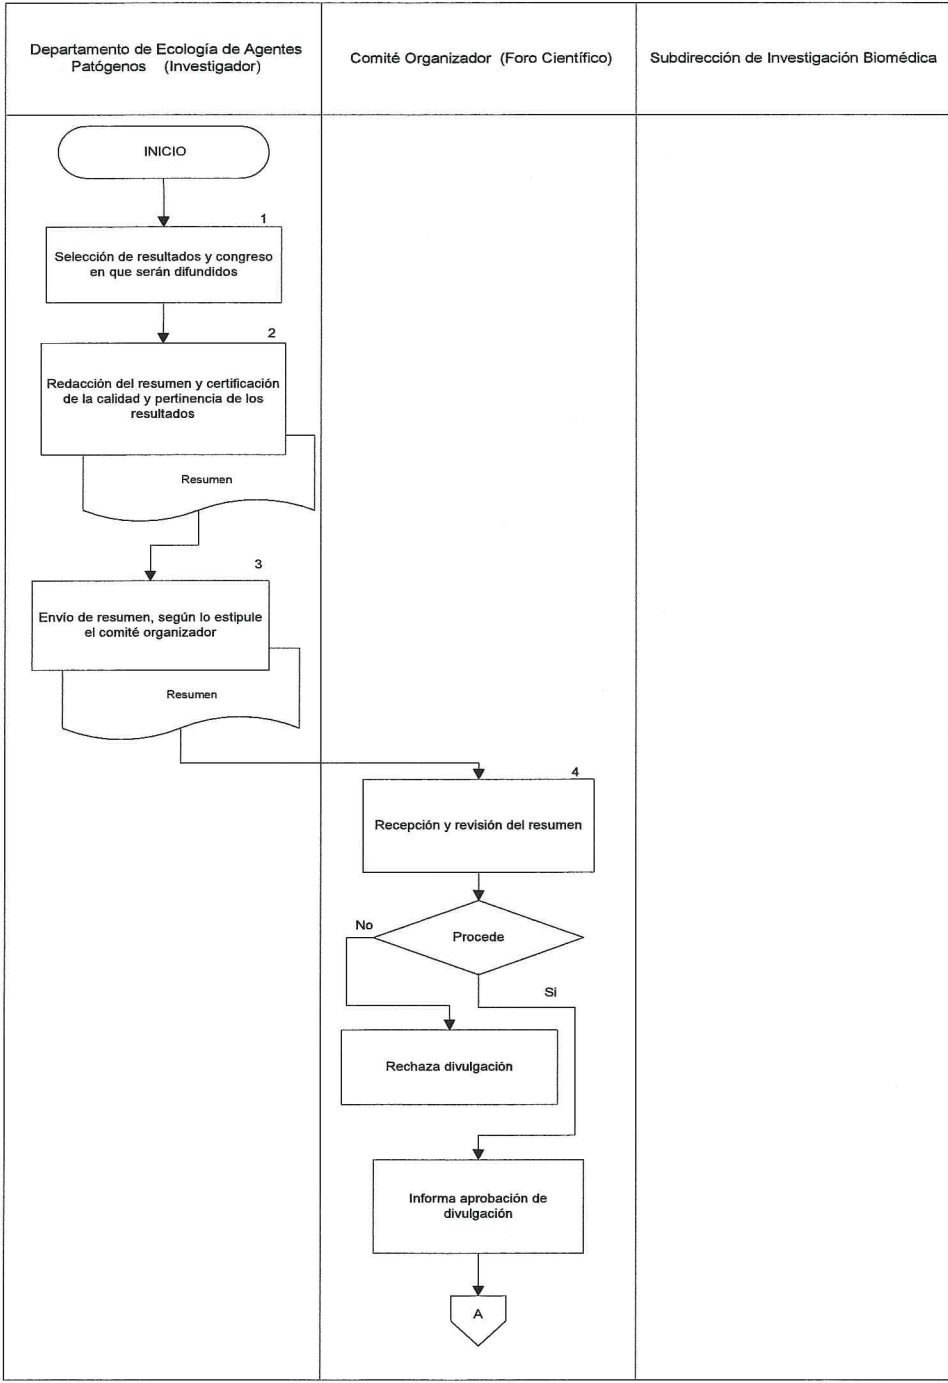 Departamento de Ecología de Agentes
Patógenos (Investigador)
Comité Organizador (Foro Científico)
Subdirección de Investigación Biomédica
INICIO
1
Selección de resultados y congreso
en que serán difundidos
2
Redacción del resumen y certificación
de la calidad y pertinencia de los
resultados
Resumen
3
Envío de resumen, según lo estipule
el comité organizador
Resumen
4
Recepción y revisión del resumen
Procede
No
Si
Rechaza divulgación
Informa aprobación de
divulgación
A